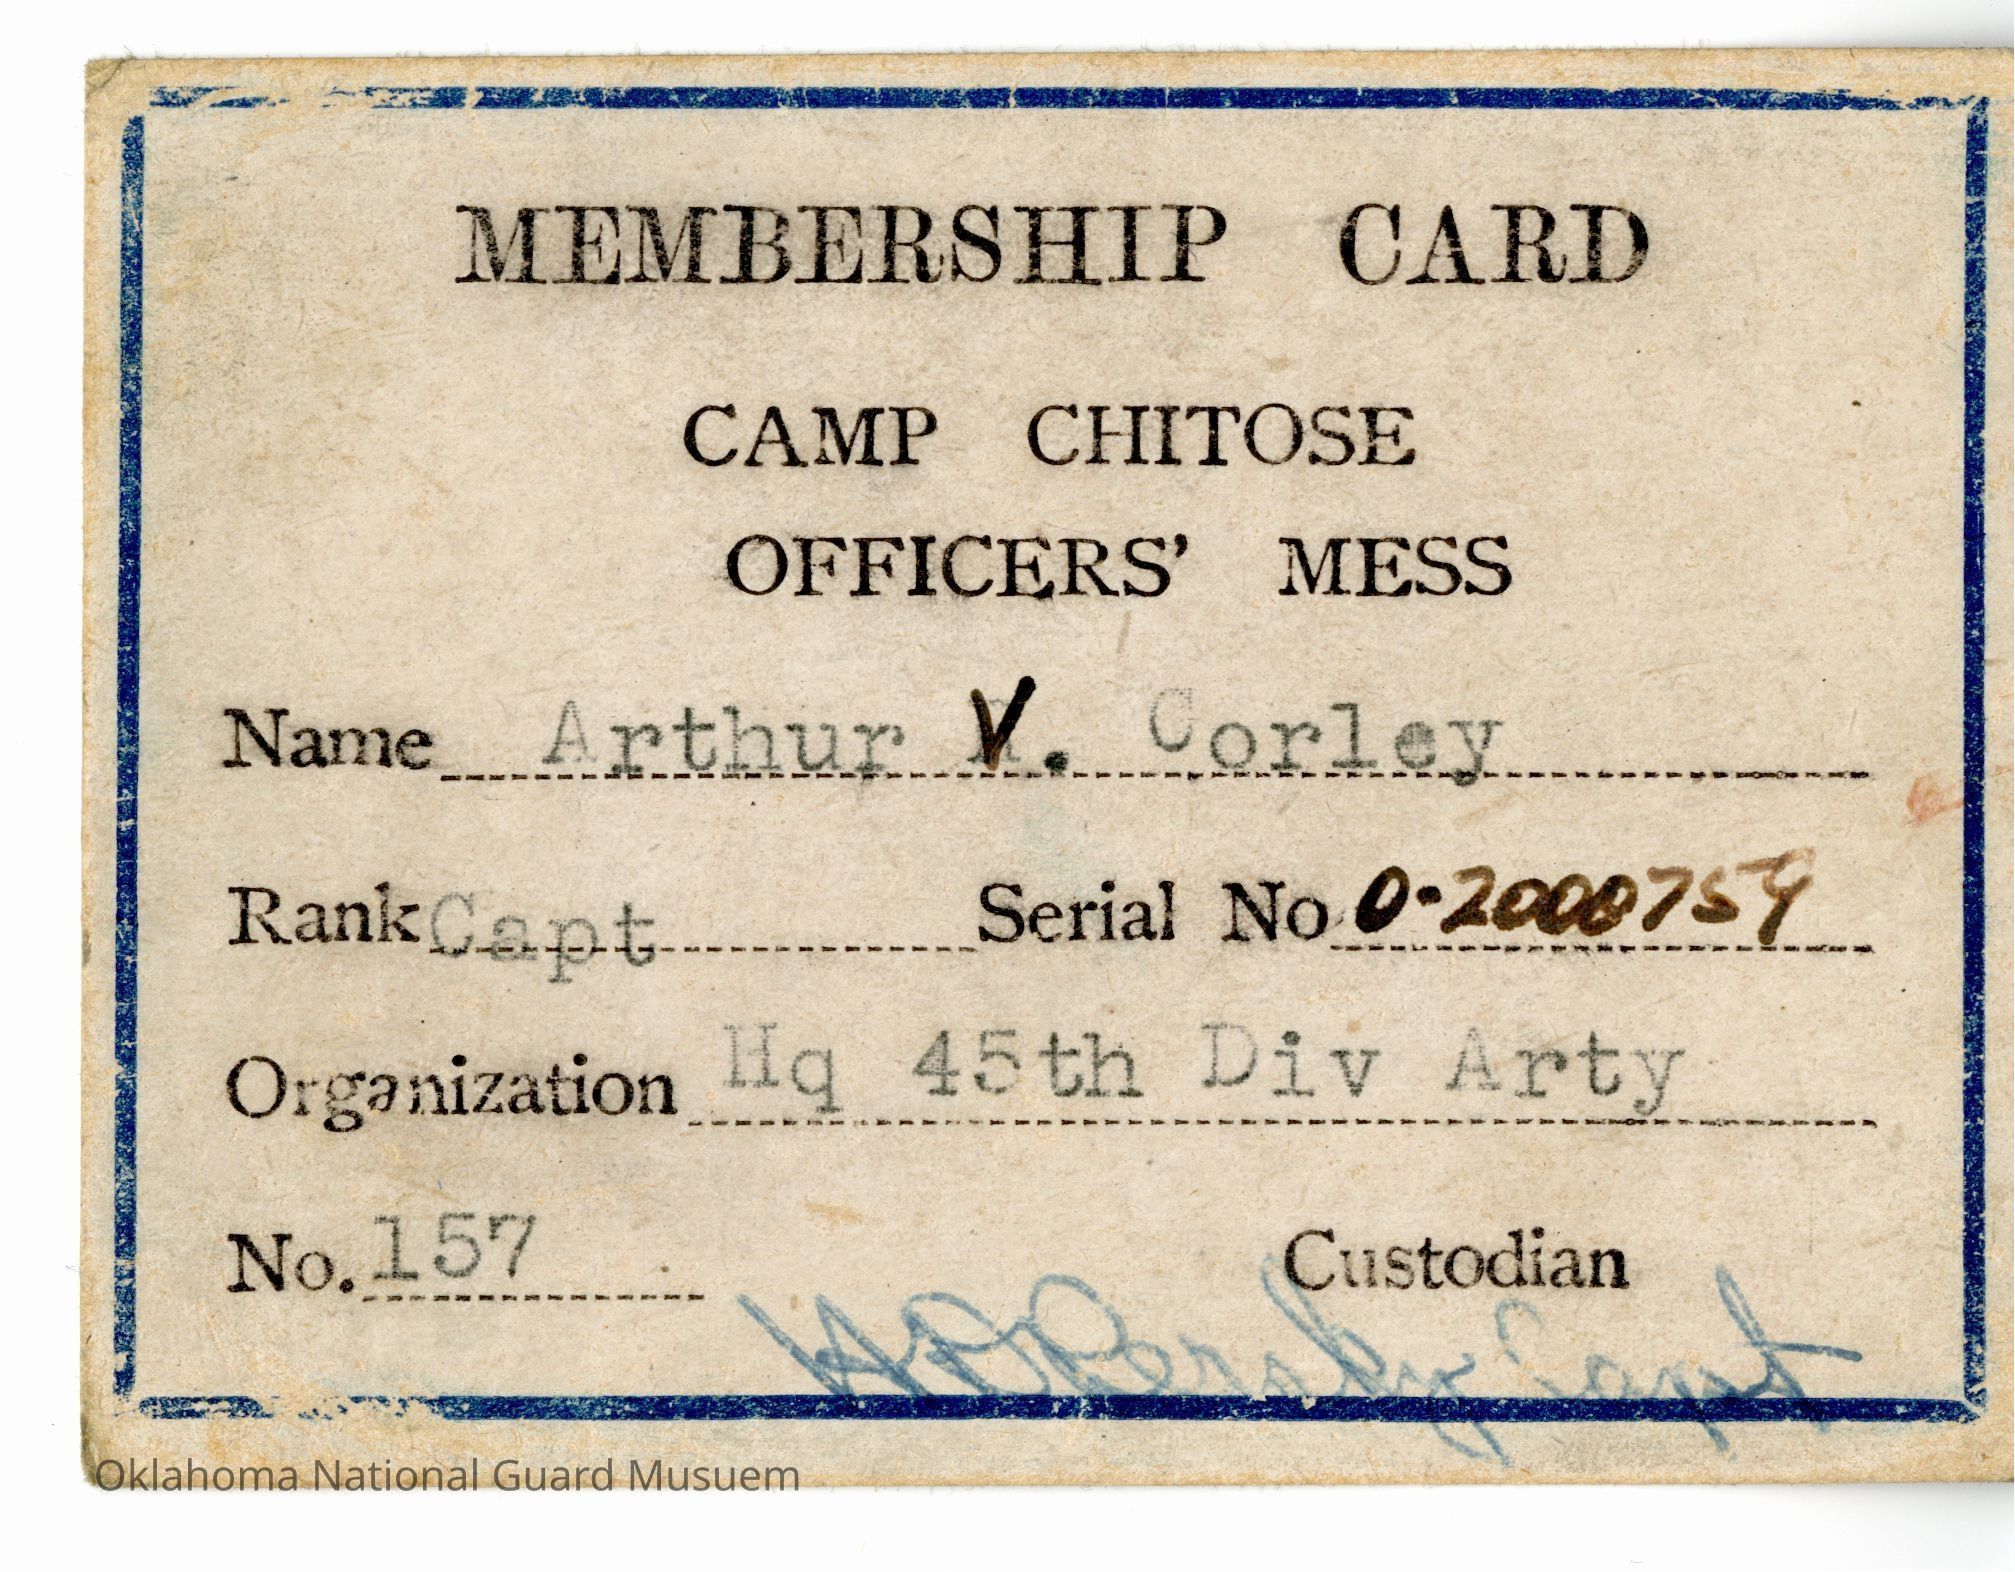 MEMBERSHIP CARD
CAMP CHITOSE
OFFICERS' MESS
Name Arthur V. Corley
Rank Capt Serial No 0-2000759
Organization Hq 45th Div Arty
No. 157 Custodian
Capt
Oklahoma National Guard Musuem